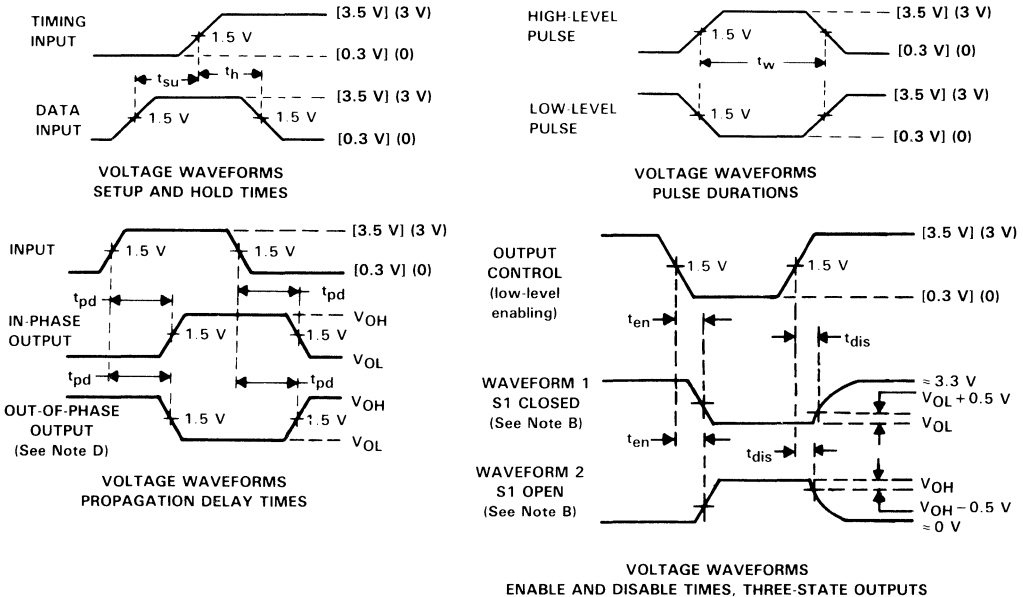 TIMING
INPUT
1.5 V
[3.5 V] (3 V)
[0.3 V] (0)
tsu
th
DATA
INPUT
1.5 V
1.5 V
[3.5 V] (3 V)
[0.3 V] (0)
VOLTAGE WAVEFORMS
SETUP AND HOLD TIMES
HIGH-LEVEL
PULSE
1.5 V
[3.5 V] (3 V)
[0.3 V] (0)
tw
LOW-LEVEL
PULSE
1.5 V
[3.5 V] (3 V)
[0.3 V] (0)
VOLTAGE WAVEFORMS
PULSE DURATIONS
INPUT
1.5 V
1.5 V
[3.5 V] (3 V)
[0.3 V] (0)
tpd
tpd
IN-PHASE
OUTPUT
1.5 V
1.5 V
VOH
VOL
tpd
tpd
OUT-OF-PHASE
OUTPUT
(See Note D)
1.5 V
1.5 V
VOH
VOL
VOLTAGE WAVEFORMS
PROPAGATION DELAY TIMES
OUTPUT
CONTROL
(low-level
enabling)
1.5 V
1.5 V
[3.5 V] (3 V)
[0.3 V] (0)
ten
tdis
WAVEFORM 1
S1 CLOSED
(See Note B)
≈ 3.3 V
VOL + 0.5 V
VOL
ten
tdis
WAVEFORM 2
S1 OPEN
(See Note B)
VOH
VOH − 0.5 V
≈ 0 V
VOLTAGE WAVEFORMS
ENABLE AND DISABLE TIMES, THREE-STATE OUTPUTS